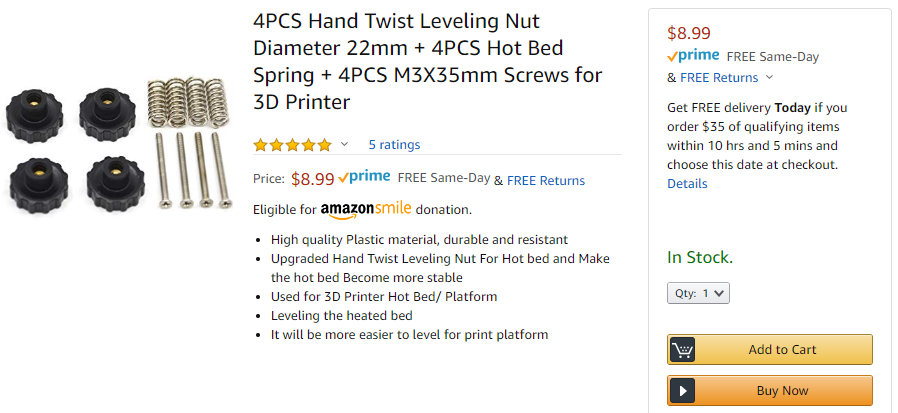 4PCS Hand Twist Leveling Nut
Diameter 22mm + 4PCS Hot Bed
Spring + 4PCS M3X35mm Screws for
3D Printer
5 ratings
Price: $8.99 prime FREE Same-Day & FREE Returns
Eligible for amazonsmile donation.
• High quality Plastic material, durable and resistant
• Upgraded Hand Twist Leveling Nut For Hot bed and Make
the hot bed Become more stable
• Used for 3D Printer Hot Bed/ Platform
• Leveling the heated bed
• It will be more easier to level for print platform
$8.99
prime FREE Same-Day
& FREE Returns
Get FREE delivery Today if you
order $35 of qualifying items
within 10 hrs and 5 mins and
choose this date at checkout.
Details
In Stock.
Qty: 1
Add to Cart
Buy Now